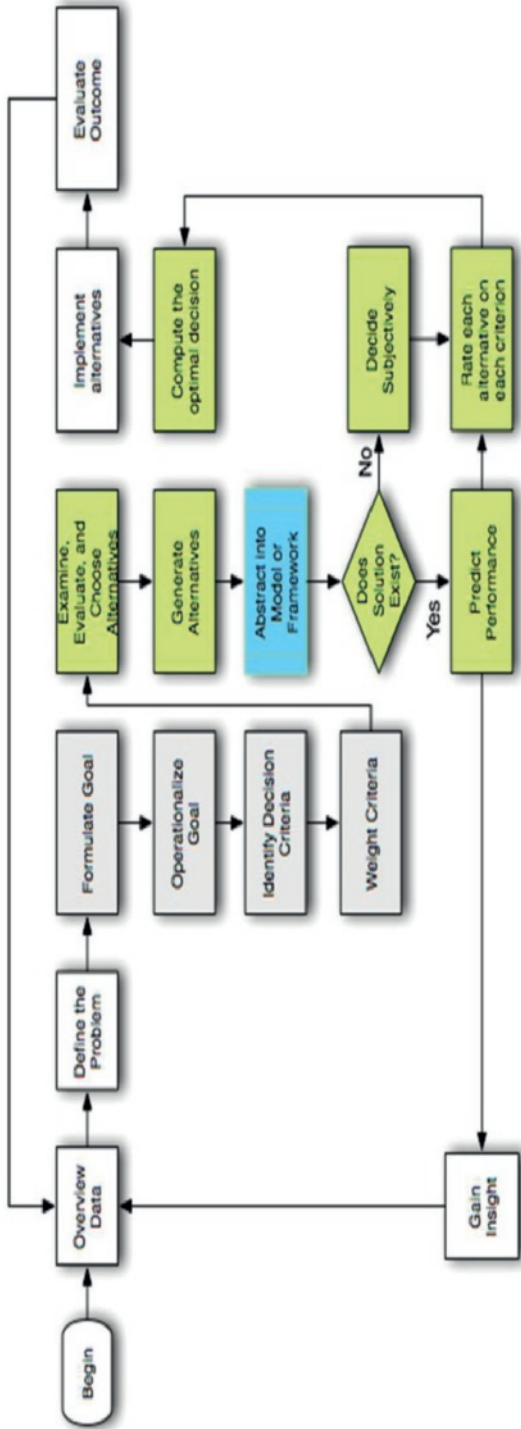 Begin
Overview
Data
Define the
Problem
Formulate Goal
Operationalize
Goal
Identify Decision
Criteria
Weight Criteria
Examine,
Evaluate, and
Choose
Alternatives
Generate
Alternatives
Abstract into
Model or
Framework
Does
Solution
Exist?
No
Yes
Decide
Subjectively
Predict
Performance
Rate each
alternative on
each criterion
Compute the
optimal decision
Implement
alternatives
Evaluate
Outcome
Gain
Insight